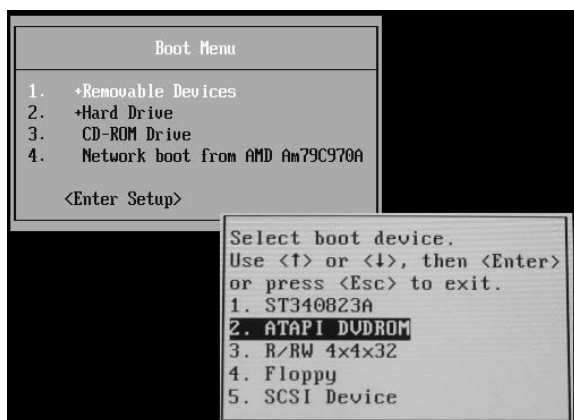 Boot Menu
1. +Removable Devices
2. +Hard Drive
3. CD-ROM Drive
4. Network boot from AMD Am79C970A
<Enter Setup>
Select boot device.
Use <↑> or <↓>, then <Enter>
or press <Esc> to exit.
1. ST340823A
2. ATAPI DVDROM
3. R/RW 4x4x32
4. Floppy
5. SCSI Device